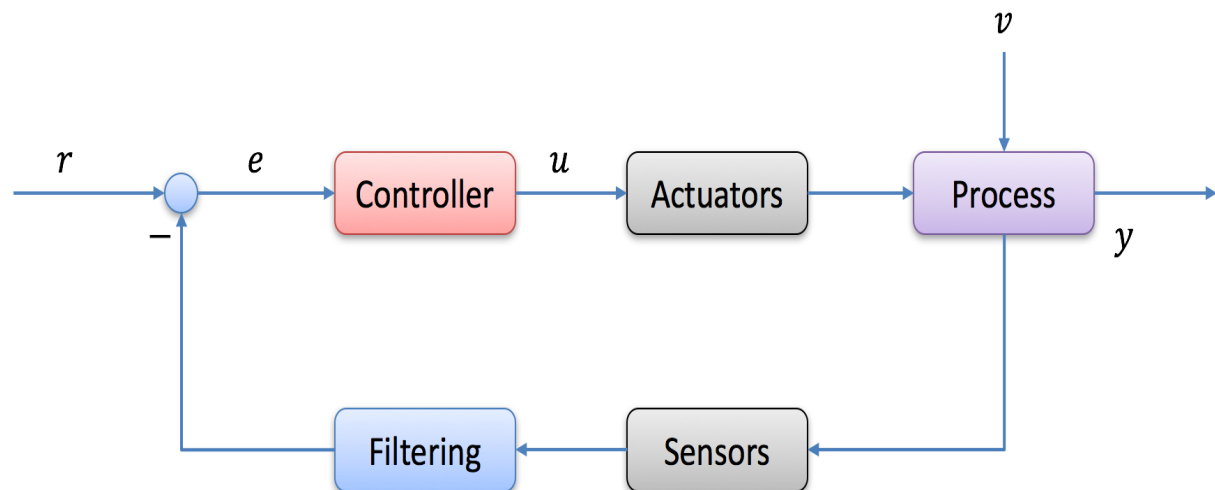 v
r
e
Controller
u
Actuators
Process
−
y
Filtering
Sensors